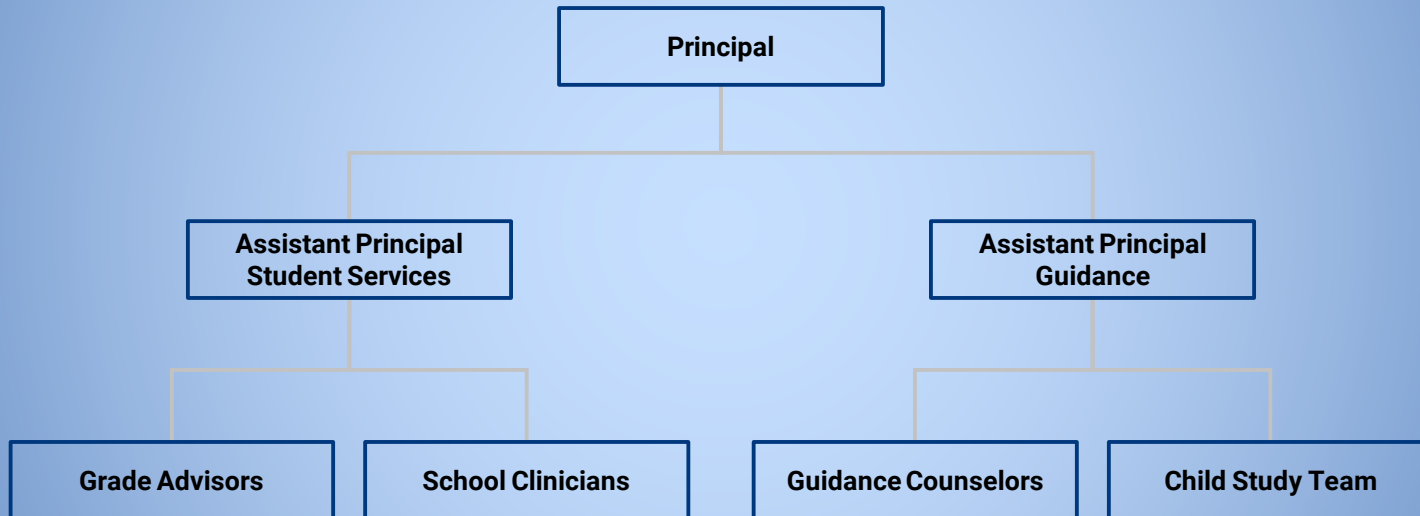 Principal
Assistant Principal
Student Services
Assistant Principal
Guidance
Grade Advisors
School Clinicians
Guidance Counselors
Child Study Team